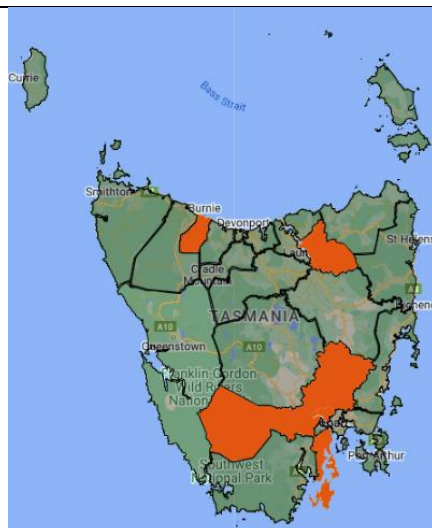 Currie
Bass Strait
Smithton
Burnie
Devonport
St Helens
Cradle
Mountain
A8
TASMANIA
A10
Queenstown
A10
Franklin-Gordon
Wild Rivers
Port Arthur
Southwest
National Park